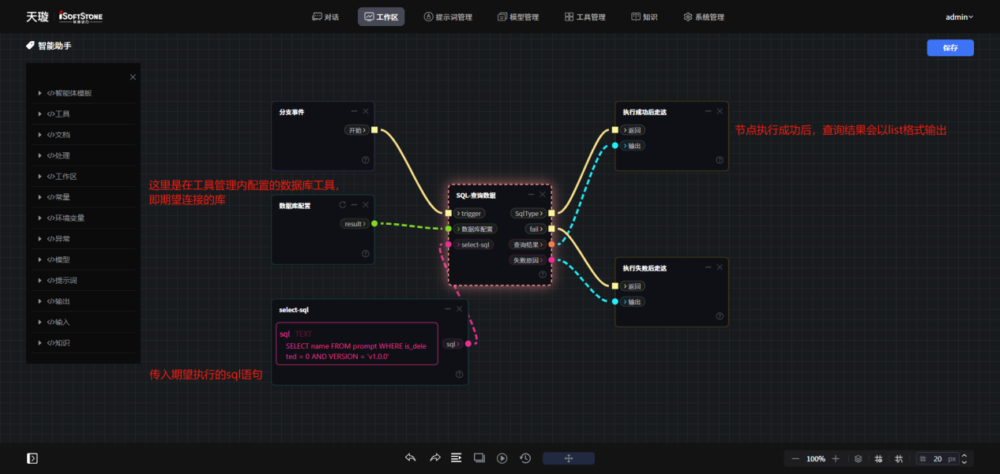 天璇 iSoftStone 软通动力 对话 工作区 提示词管理 模型管理 工具管理 知识 系统管理 admin
智能助手 保存
</>智能体模板
</>工具
</>文档
</>处理
</>工作区
</>常量
</>环境变量
</>异常
</>模型
</>提示词
</>输出
</>输入
</>知识
分支事件
开始
这里是在工具管理内配置的数据库工具，
即期望连接的库
数据库配置
result
select-sql
sql TEXT
SELECT name FROM prompt WHERE is_dele
ted = 0 AND VERSION = 'v1.0.0'
sql
传入期望执行的sql语句
SQL-查询数据
trigger SqlType
数据库配置 fail
select-sql 查询结果
失败原因
执行成功后走这
返回
输出
节点执行成功后，查询结果会以list格式输出
执行失败后走这
返回
输出
100% 20 px